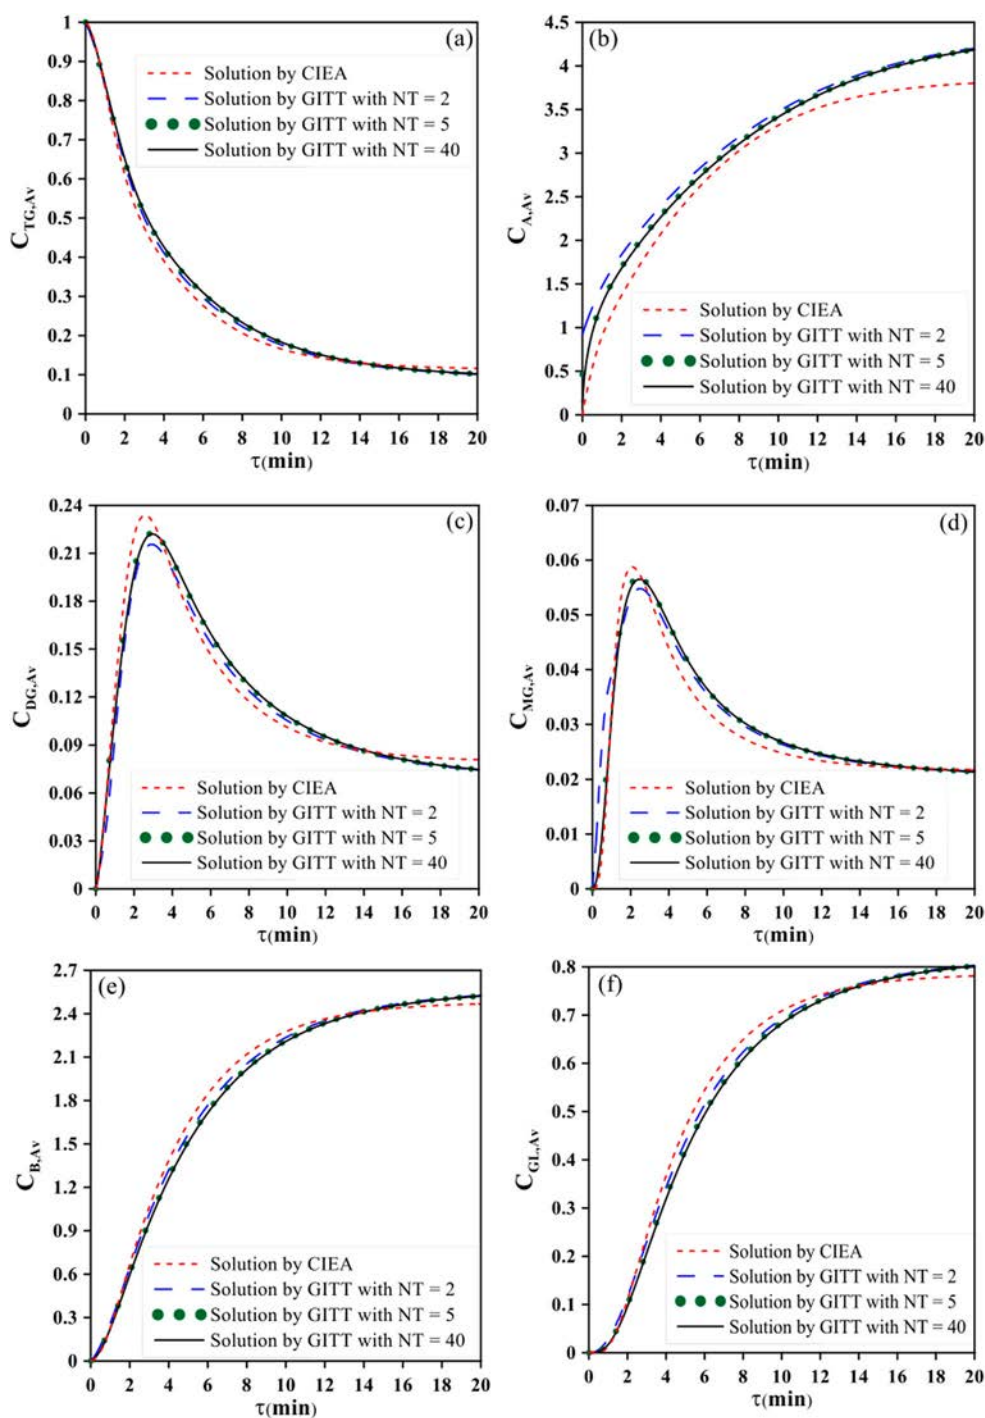 (a)
1
0.9
0.8
0.7
0.6
0.5
0.4
0.3
0.2
0.1
0
C_TG,Av
Solution by CIEA
Solution by GITT with NT = 2
Solution by GITT with NT = 5
Solution by GITT with NT = 40
0 2 4 6 8 10 12 14 16 18 20
τ(min)
(b)
4.5
4
3.5
3
2.5
2
1.5
1
0.5
0
C_A,Av
Solution by CIEA
Solution by GITT with NT = 2
Solution by GITT with NT = 5
Solution by GITT with NT = 40
0 2 4 6 8 10 12 14 16 18 20
τ(min)
(c)
0.24
0.21
0.18
0.15
0.12
0.09
0.06
0.03
0
C_DG,Av
Solution by CIEA
Solution by GITT with NT = 2
Solution by GITT with NT = 5
Solution by GITT with NT = 40
0 2 4 6 8 10 12 14 16 18 20
τ(min)
(d)
0.07
0.06
0.05
0.04
0.03
0.02
0.01
0
C_MG,Av
Solution by CIEA
Solution by GITT with NT = 2
Solution by GITT with NT = 5
Solution by GITT with NT = 40
0 2 4 6 8 10 12 14 16 18 20
τ(min)
(e)
2.7
2.4
2.1
1.8
1.5
1.2
0.9
0.6
0.3
0
C_B,Av
Solution by CIEA
Solution by GITT with NT = 2
Solution by GITT with NT = 5
Solution by GITT with NT = 40
0 2 4 6 8 10 12 14 16 18 20
τ(min)
(f)
0.8
0.7
0.6
0.5
0.4
0.3
0.2
0.1
0
C_GL,Av
Solution by CIEA
Solution by GITT with NT = 2
Solution by GITT with NT = 5
Solution by GITT with NT = 40
0 2 4 6 8 10 12 14 16 18 20
τ(min)